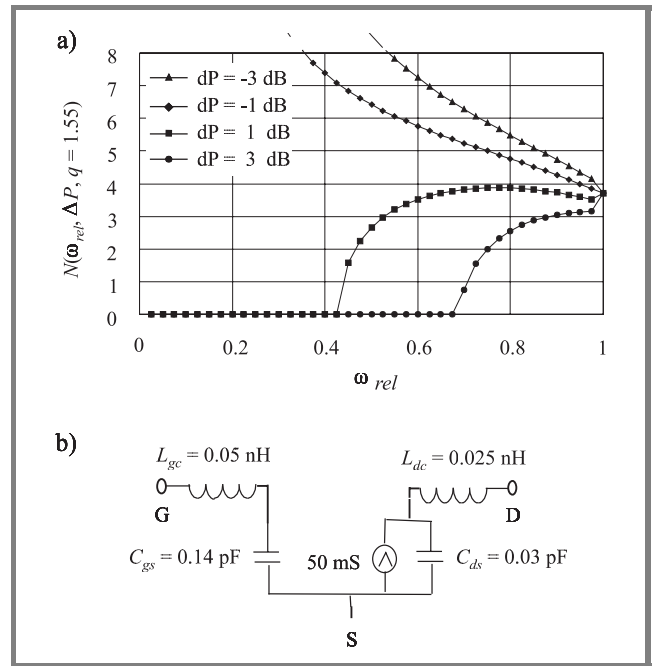 a)
N(ω_rel, ΔP, q = 1.55)
8
7
6
5
4
3
2
1
0
dP = -3 dB
dP = -1 dB
dP = 1 dB
dP = 3 dB
0 0.2 0.4 0.6 0.8 1
ω rel
b)
L_gc = 0.05 nH
L_dc = 0.025 nH
G
D
C_gs = 0.14 pF
50 mS
C_ds = 0.03 pF
S